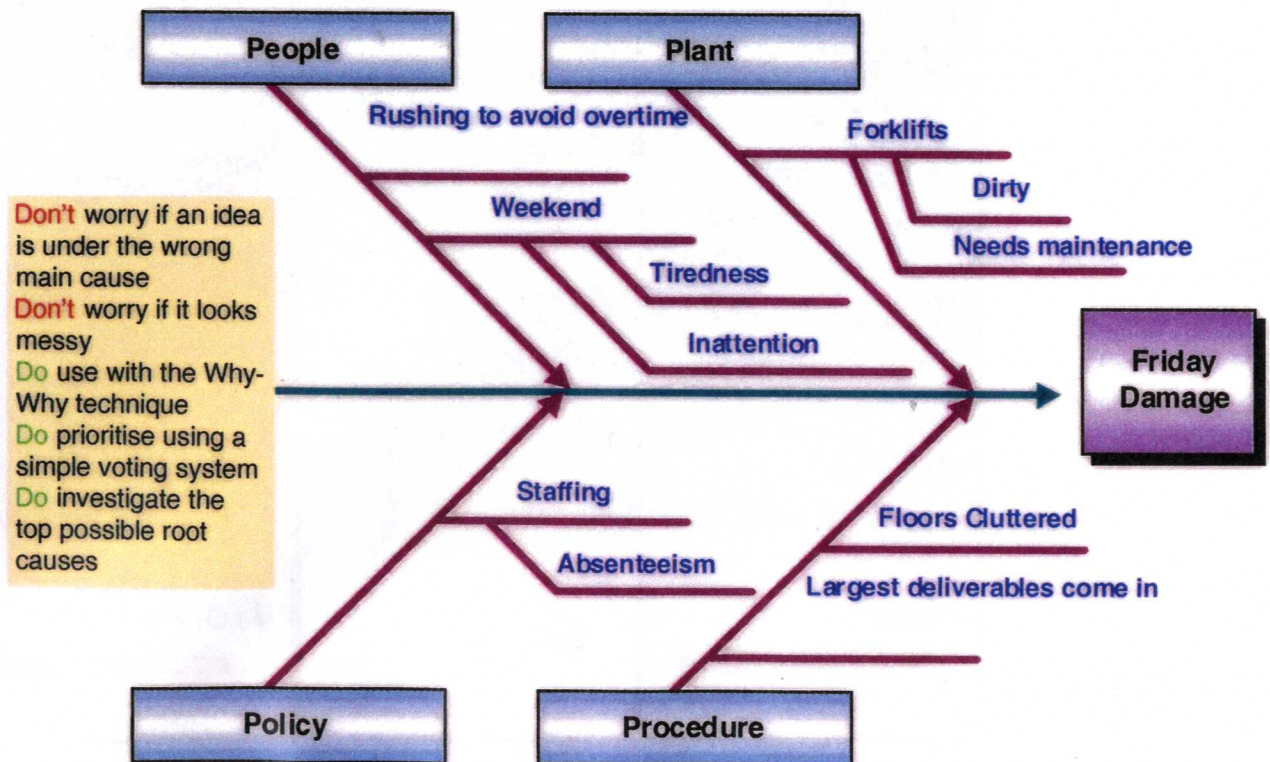 People
Plant
Rushing to avoid overtime
Forklifts
Dirty
Needs maintenance
Weekend
Tiredness
Inattention
Don't worry if an idea
is under the wrong
main cause
Don't worry if it looks
messy
Do use with the Why-
Why technique
Do prioritise using a
simple voting system
Do investigate the
top possible root
causes
Friday
Damage
Staffing
Absenteeism
Floors Cluttered
Largest deliverables come in
Policy
Procedure